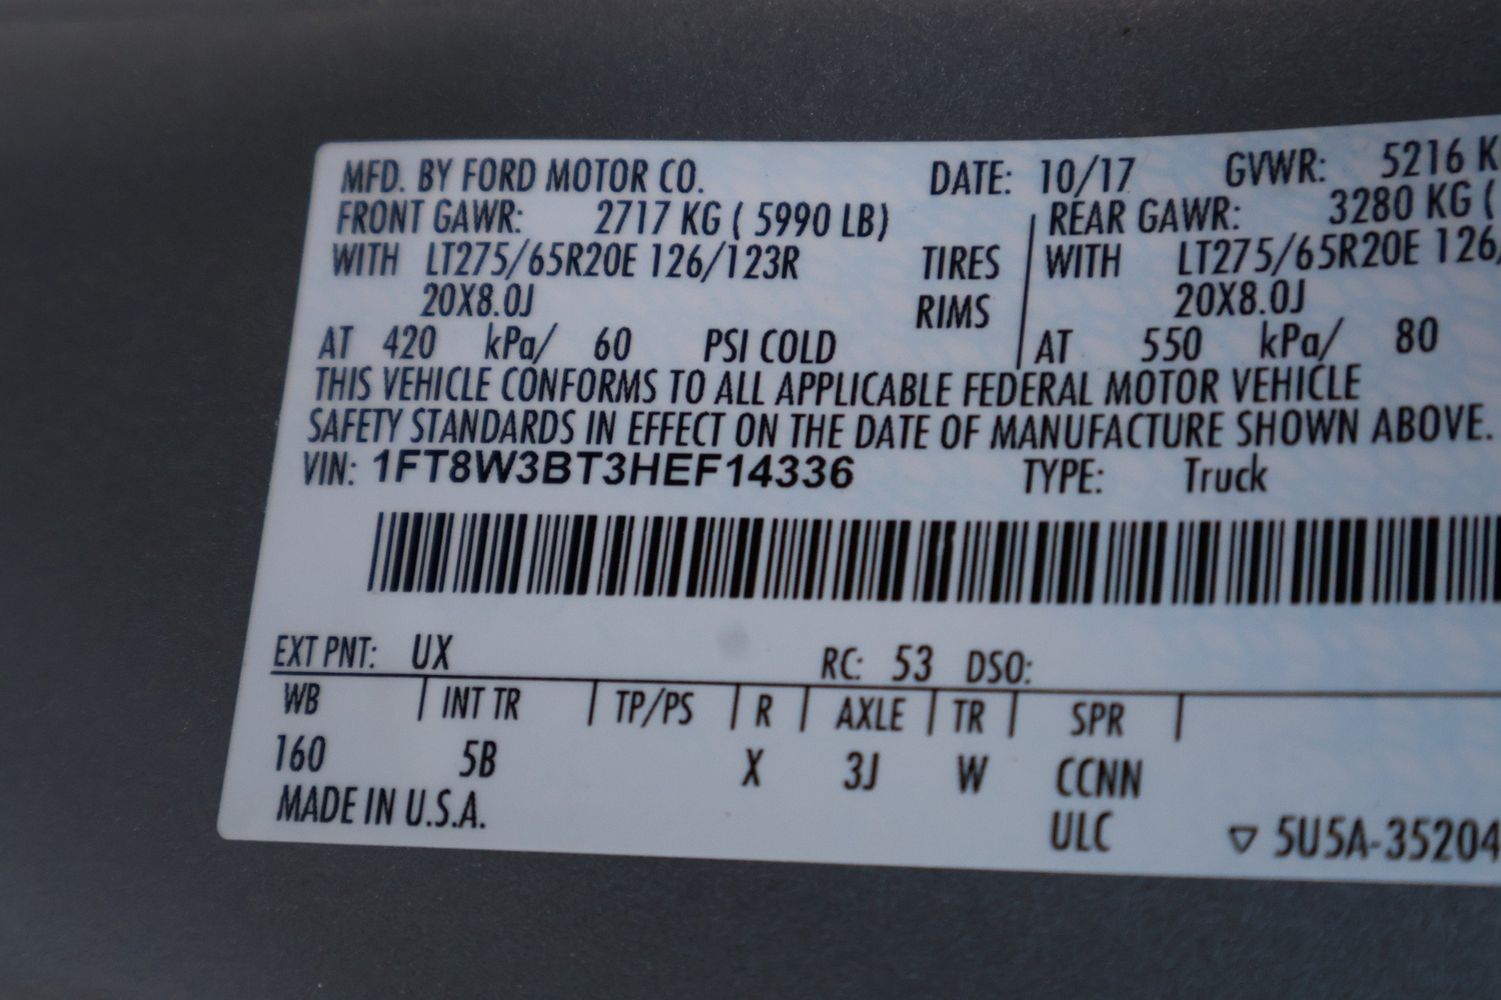 MFD. BY FORD MOTOR CO. DATE: 10/17 GVWR: 5216 K
FRONT GAWR: 2717 KG ( 5990 LB) REAR GAWR: 3280 KG (
WITH LT275/65R20E 126/123R TIRES WITH LT275/65R20E 126/
20X8.0J RIMS 20X8.0J
AT 420 kPa/ 60 PSI COLD AT 550 kPa/ 80
THIS VEHICLE CONFORMS TO ALL APPLICABLE FEDERAL MOTOR VEHICLE
SAFETY STANDARDS IN EFFECT ON THE DATE OF MANUFACTURE SHOWN ABOVE.
VIN: 1FT8W3BT3HEF14336 TYPE: Truck
EXT PNT: UX RC: 53 DSO:
WB INT TR TP/PS R AXLE TR SPR
160 5B X 3J W CCNN
MADE IN U.S.A. ULC ▽ 5U5A-35204